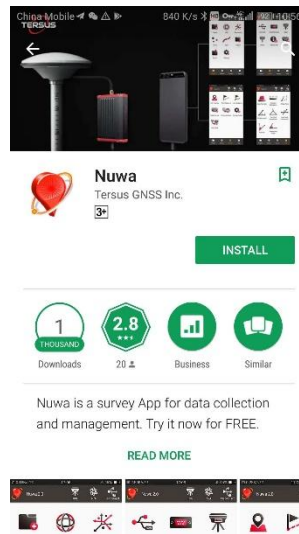 China Mobile
840 K/s
TERSUS
Nuwa
Tersus GNSS Inc.
3+
INSTALL
1
THOUSAND
2.8
Downloads
20
Business
Similar
Nuwa is a survey App for data collection
and management. Try it now for FREE.
READ MORE